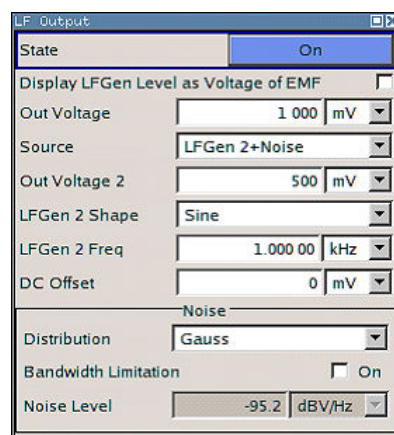 LF Output
State On
Display LFGen Level as Voltage of EMF
Out Voltage 1 000 mV
Source LFGen 2+Noise
Out Voltage 2 500 mV
LFGen 2 Shape Sine
LFGen 2 Freq 1.000 00 kHz
DC Offset 0 mV
Noise
Distribution Gauss
Bandwidth Limitation On
Noise Level -95.2 dBV/Hz